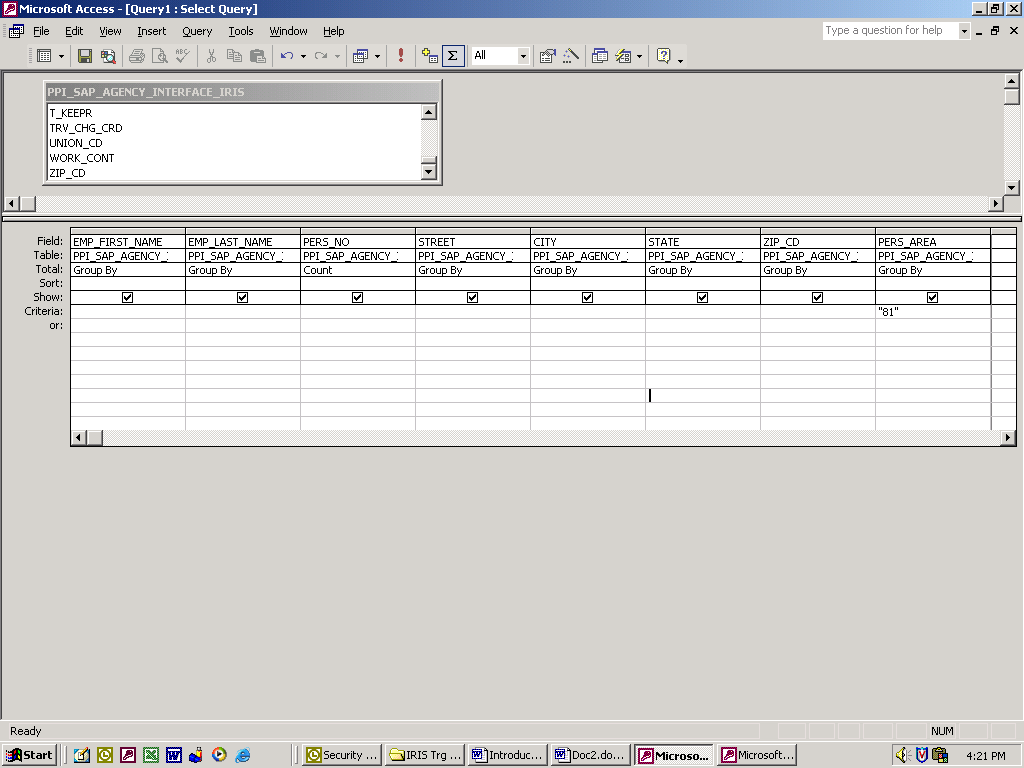 Microsoft Access - [Query1 : Select Query]
File Edit View Insert Query Tools Window Help Type a question for help
All
PPI_SAP_AGENCY_INTERFACE_IRIS
T_KEEPR
TRV_CHG_CRD
UNION_CD
WORK_CONT
ZIP_CD
Field: EMP_FIRST_NAME EMP_LAST_NAME PERS_NO STREET CITY STATE ZIP_CD PERS_AREA
Table: PPI_SAP_AGENCY_ PPI_SAP_AGENCY_ PPI_SAP_AGENCY_ PPI_SAP_AGENCY_ PPI_SAP_AGENCY_ PPI_SAP_AGENCY_ PPI_SAP_AGENCY_ PPI_SAP_AGENCY_
Total: Group By Group By Count Group By Group By Group By Group By Group By
Sort:
Show:
Criteria: "81"
or:
Ready NUM
Start Security ... IRIS Trg ... Introduc... Doc2.do... Microso... Microsoft... 4:21 PM